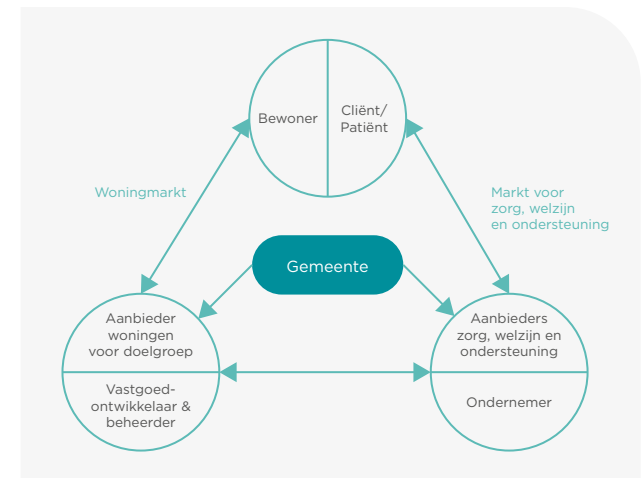 Bewoner
Cliënt/
Patiënt
Woningmarkt
Markt voor
zorg, welzijn
en ondersteuning
Gemeente
Aanbieder
woningen
voor doelgroep
Vastgoed-
ontwikkelaar &
beheerder
Aanbieders
zorg, welzijn en
ondersteuning
Ondernemer